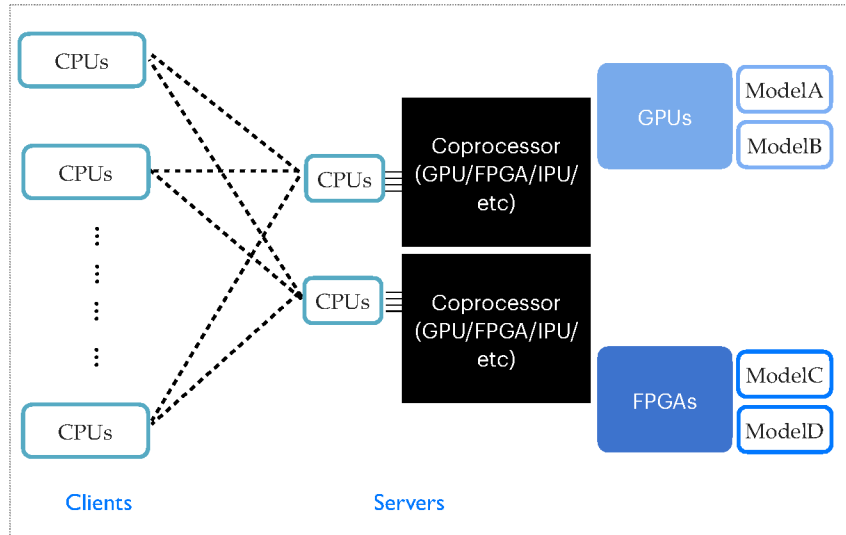 CPUs
CPUs
CPUs
Clients
CPUs
CPUs
Servers
Coprocessor
(GPU/FPGA/IPU/
etc)
Coprocessor
(GPU/FPGA/IPU/
etc)
GPUs
ModelA
ModelB
FPGAs
ModelC
ModelD